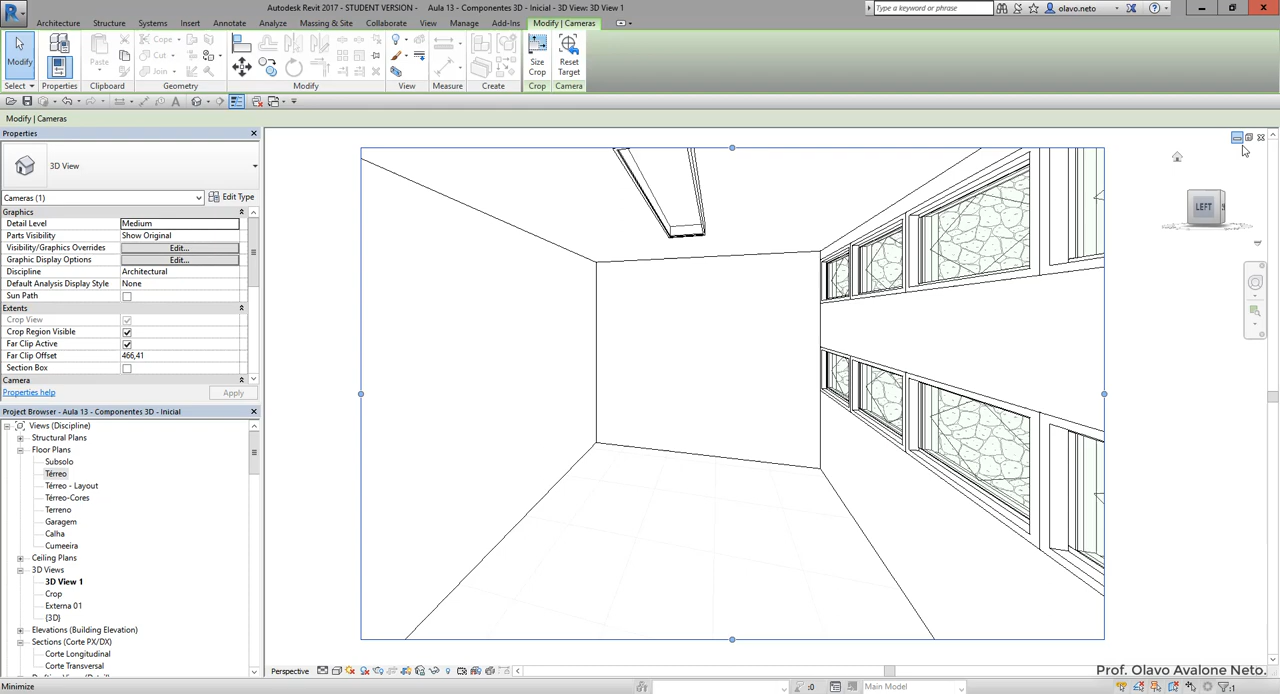 Autodesk Revit 2017 - STUDENT VERSION - Aula 13 - Componentes 3D - Inicial - 3D View: 3D View 1
Type a keyword or phrase
olavo.neto
Architecture Structure Systems Insert Annotate Analyze Massing & Site Collaborate View Manage Add-Ins Modify | Cameras
Modify
Paste
Cope
Cut
Join
Size Crop
Reset Target
Select Properties Clipboard Geometry Modify View Measure Create Crop Camera
Modify | Cameras
Properties
3D View
Cameras (1)
Edit Type
Graphics
Detail Level Medium
Parts Visibility Show Original
Visibility/Graphics Overrides Edit...
Graphic Display Options Edit...
Discipline Architectural
Default Analysis Display Style None
Sun Path
Extents
Crop View
Crop Region Visible
Far Clip Active
Far Clip Offset 466,41
Section Box
Camera
Properties help
Apply
Project Browser - Aula 13 - Componentes 3D - Inicial
Views (Discipline)
Structural Plans
Floor Plans
Subsolo
Térreo
Térreo - Layout
Térreo-Cores
Terreno
Garagem
Calha
Cumeeira
Ceiling Plans
3D Views
3D View 1
Crop
Externa 01
{3D}
Elevations (Building Elevation)
Sections (Corte PX/DX)
Corte Longitudinal
Corte Transversal
LEFT
Perspective
Prof. Olavo Avalone Neto.
Minimize
:0
Main Model
:1